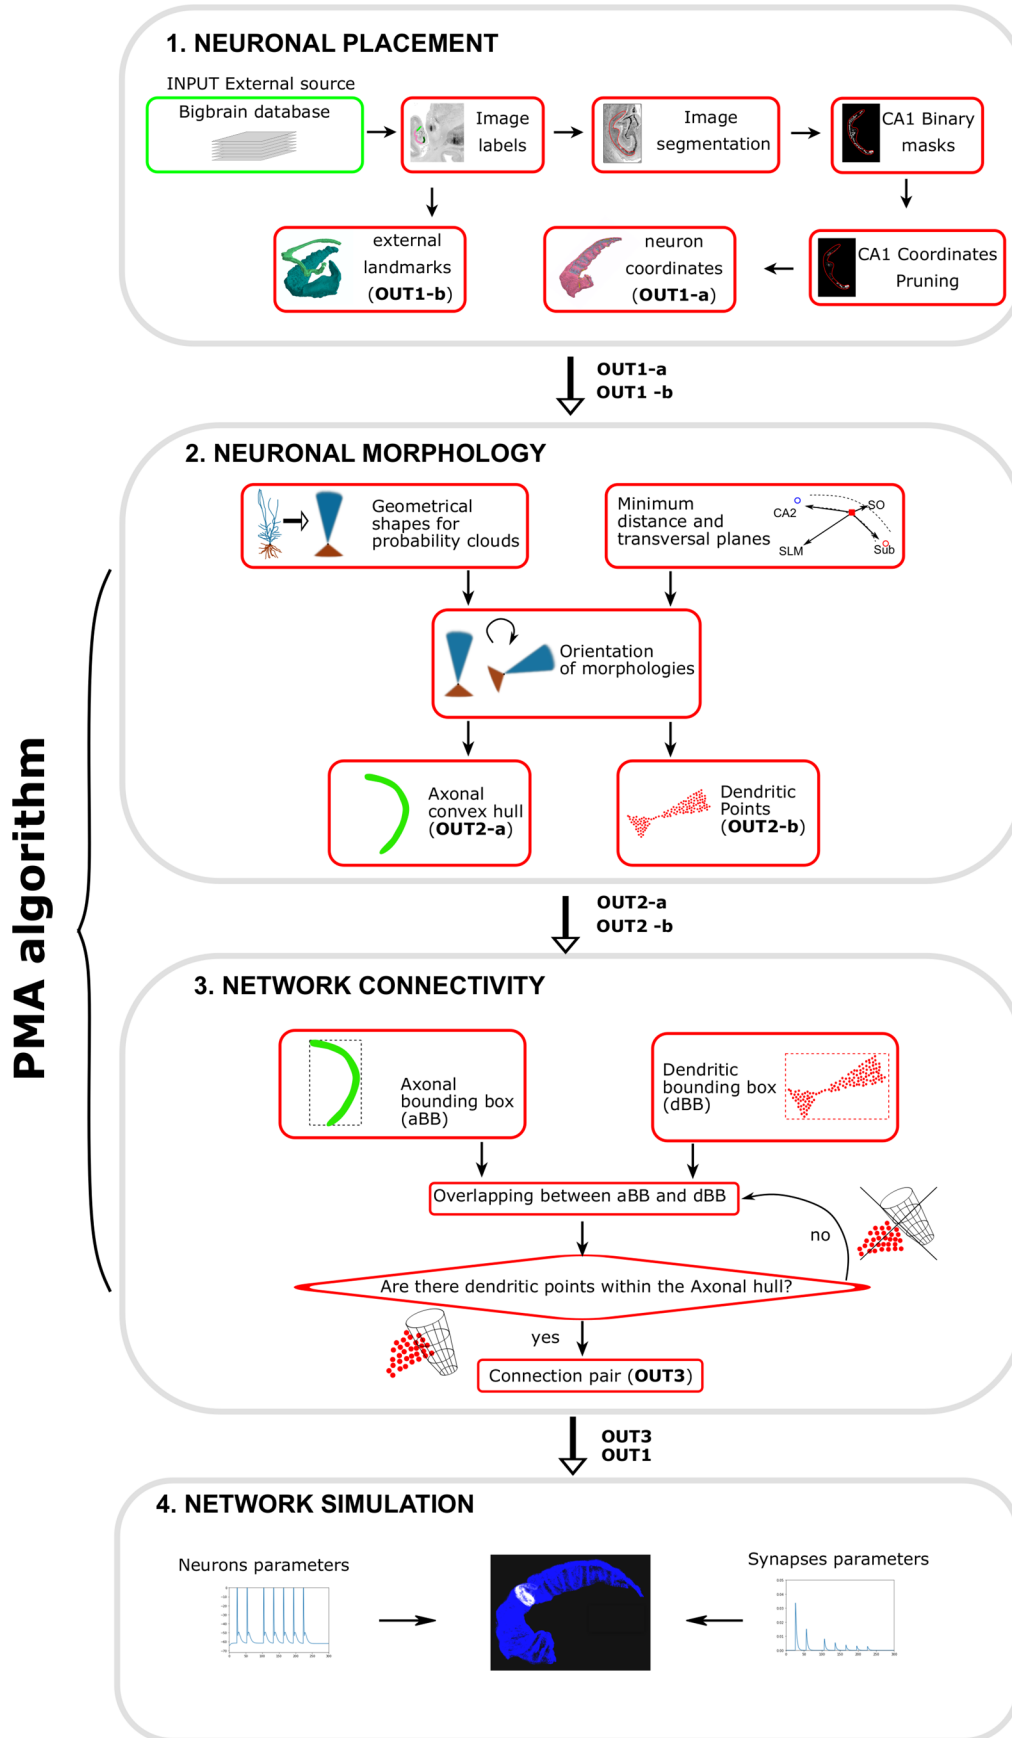 1. NEURONAL PLACEMENT
INPUT External source
Bigbrain database
Image
labels
Image
segmentation
CA1 Binary
masks
external
landmarks
(OUT1-b)
neuron
coordinates
(OUT1-a)
CA1 Coordinates
Pruning
OUT1-a
OUT1 -b
PMA algorithm
2. NEURONAL MORPHOLOGY
Geometrical
shapes for
probability clouds
Minimum
distance and
transversal planes
CA2
SO
SLM
Sub
Orientation
of morphologies
Axonal
convex hull
(OUT2-a)
Dendritic
Points
(OUT2-b)
OUT2-a
OUT2 -b
3. NETWORK CONNECTIVITY
Axonal
bounding box
(aBB)
Dendritic
bounding box
(dBB)
Overlapping between aBB and dBB
no
Are there dendritic points within the Axonal hull?
yes
Connection pair (OUT3)
OUT3
OUT1
4. NETWORK SIMULATION
Neurons parameters
Synapses parameters